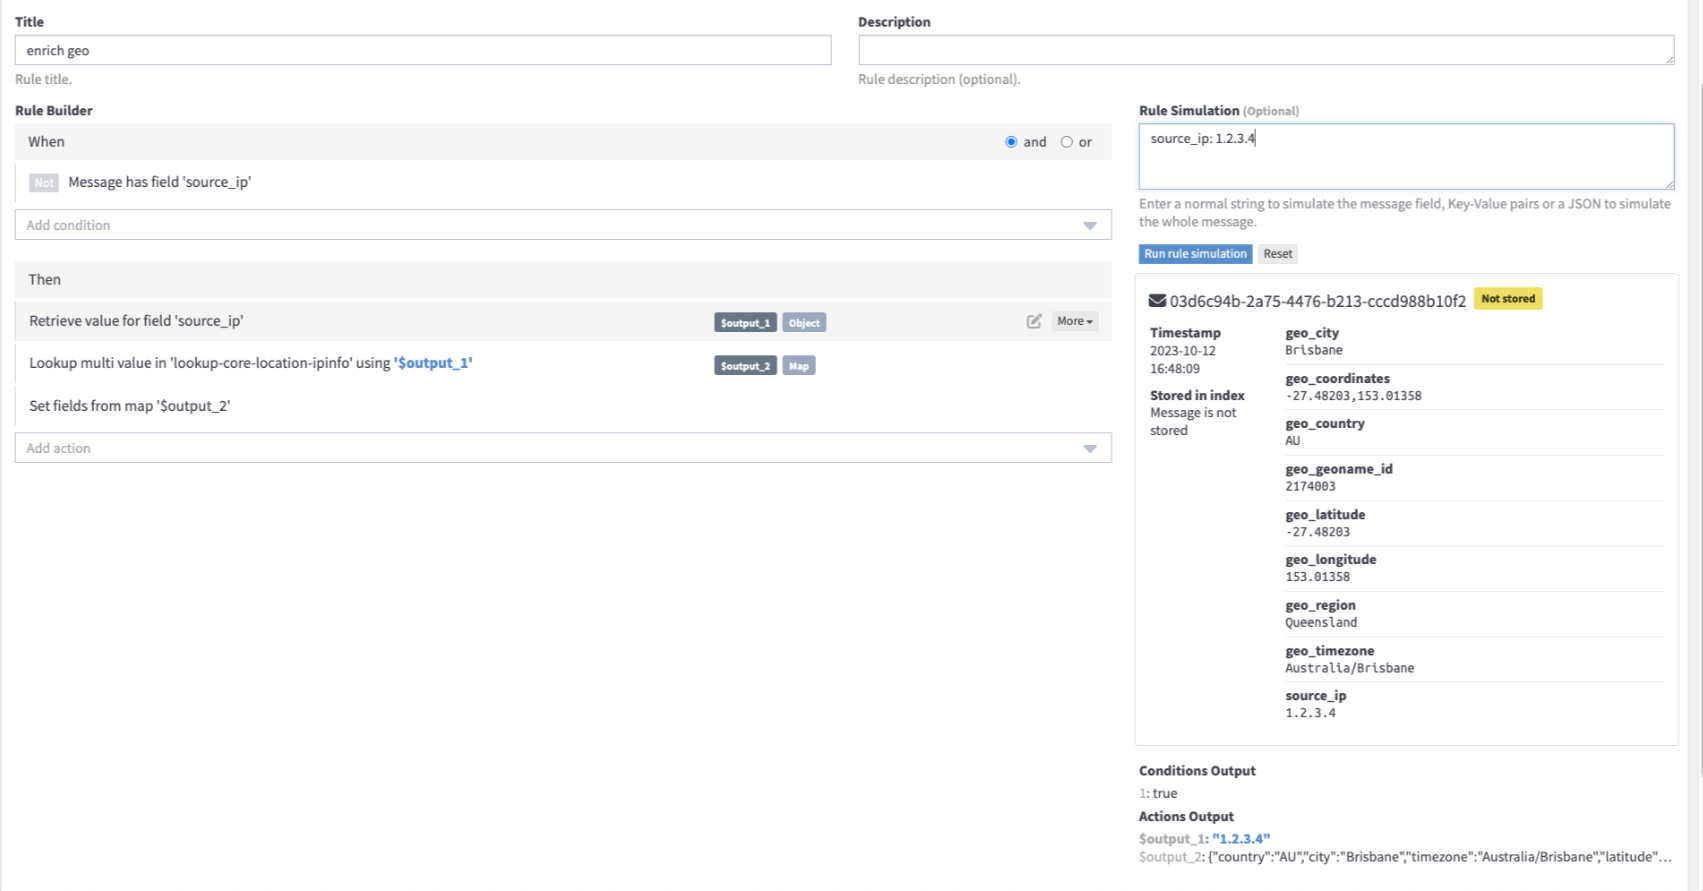 Title
enrich geo
Rule title.
Description
Rule description (optional).
Rule Builder
When
and or
Not Message has field 'source_ip'
Add condition
Then
Retrieve value for field 'source_ip' $output_1 Object More
Lookup multi value in 'lookup-core-location-ipinfo' using '$output_1' $output_2 Map
Set fields from map '$output_2'
Add action
Rule Simulation (Optional)
source_ip: 1.2.3.4
Enter a normal string to simulate the message field, Key-Value pairs or a JSON to simulate
the whole message.
Run rule simulation Reset
03d6c94b-2a75-4476-b213-cccd988b10f2 Not stored
Timestamp
2023-10-12
16:48:09
Stored in index
Message is not
stored
geo_city
Brisbane
geo_coordinates
-27.48203,153.01358
geo_country
AU
geo_geoname_id
2174003
geo_latitude
-27.48203
geo_longitude
153.01358
geo_region
Queensland
geo_timezone
Australia/Brisbane
source_ip
1.2.3.4
Conditions Output
1: true
Actions Output
$output_1: "1.2.3.4"
$output_2: {"country":"AU","city":"Brisbane","timezone":"Australia/Brisbane","latitude"...